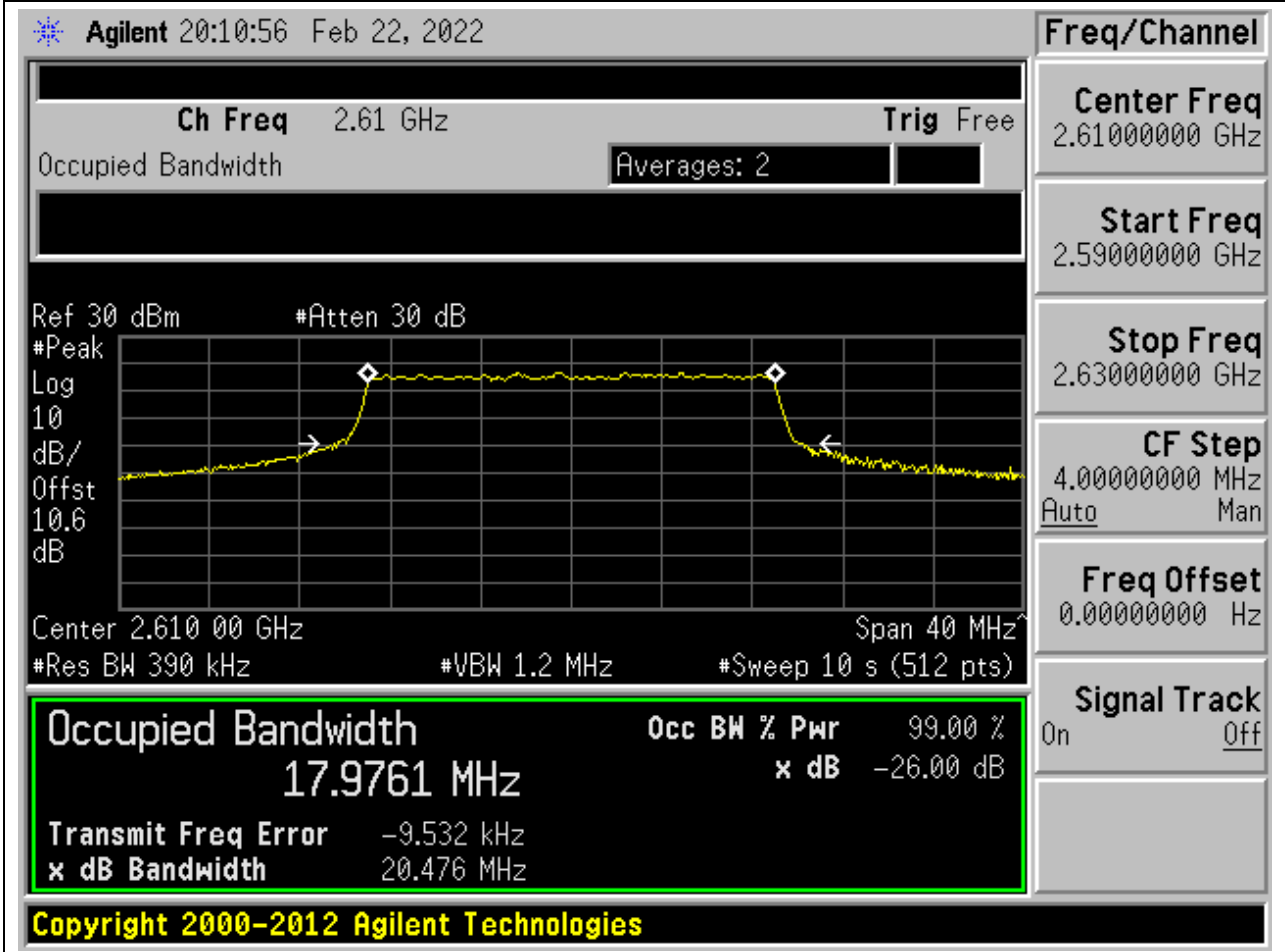 Agilent 20:10:56 Feb 22, 2022
Freq/Channel
Ch Freq 2.61 GHz Trig Free
Occupied Bandwidth Averages: 2
Center Freq
2.61000000 GHz
Start Freq
2.59000000 GHz
Stop Freq
2.63000000 GHz
CF Step
4.00000000 MHz
Auto Man
Freq Offset
0.00000000 Hz
Signal Track
On Off
Ref 30 dBm #Atten 30 dB
#Peak
Log
10
dB/
Offst
10.6
dB
Center 2.610 00 GHz Span 40 MHz^
#Res BW 390 kHz #VBW 1.2 MHz #Sweep 10 s (512 pts)
Occupied Bandwidth Occ BW % Pwr 99.00 %
17.9761 MHz x dB -26.00 dB
Transmit Freq Error -9.532 kHz
x dB Bandwidth 20.476 MHz
Copyright 2000-2012 Agilent Technologies